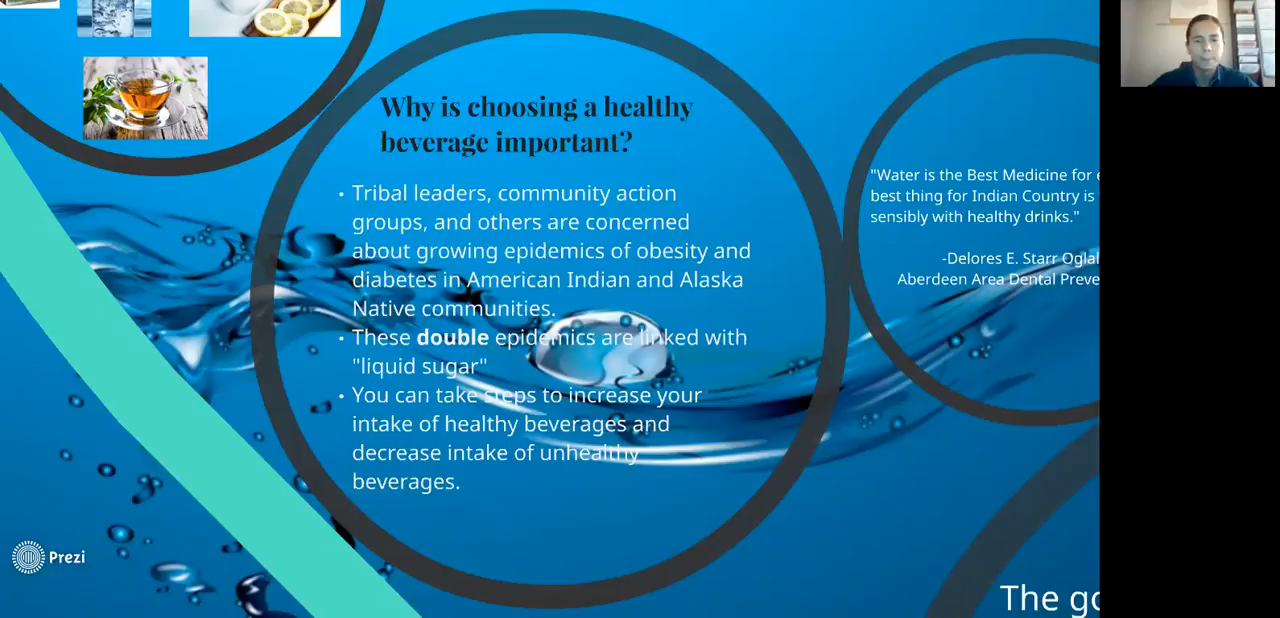 Why is choosing a healthy
beverage important?
• Tribal leaders, community action
groups, and others are concerned
about growing epidemics of obesity and
diabetes in American Indian and Alaska
Native communities.
• These double epidemics are linked with
"liquid sugar"
• You can take steps to increase your
intake of healthy beverages and
decrease intake of unhealthy
beverages.
"Water is the Best Medicine for
best thing for Indian Country is
sensibly with healthy drinks."
-Delores E. Starr
Aberdeen Area Dental
Prezi
The